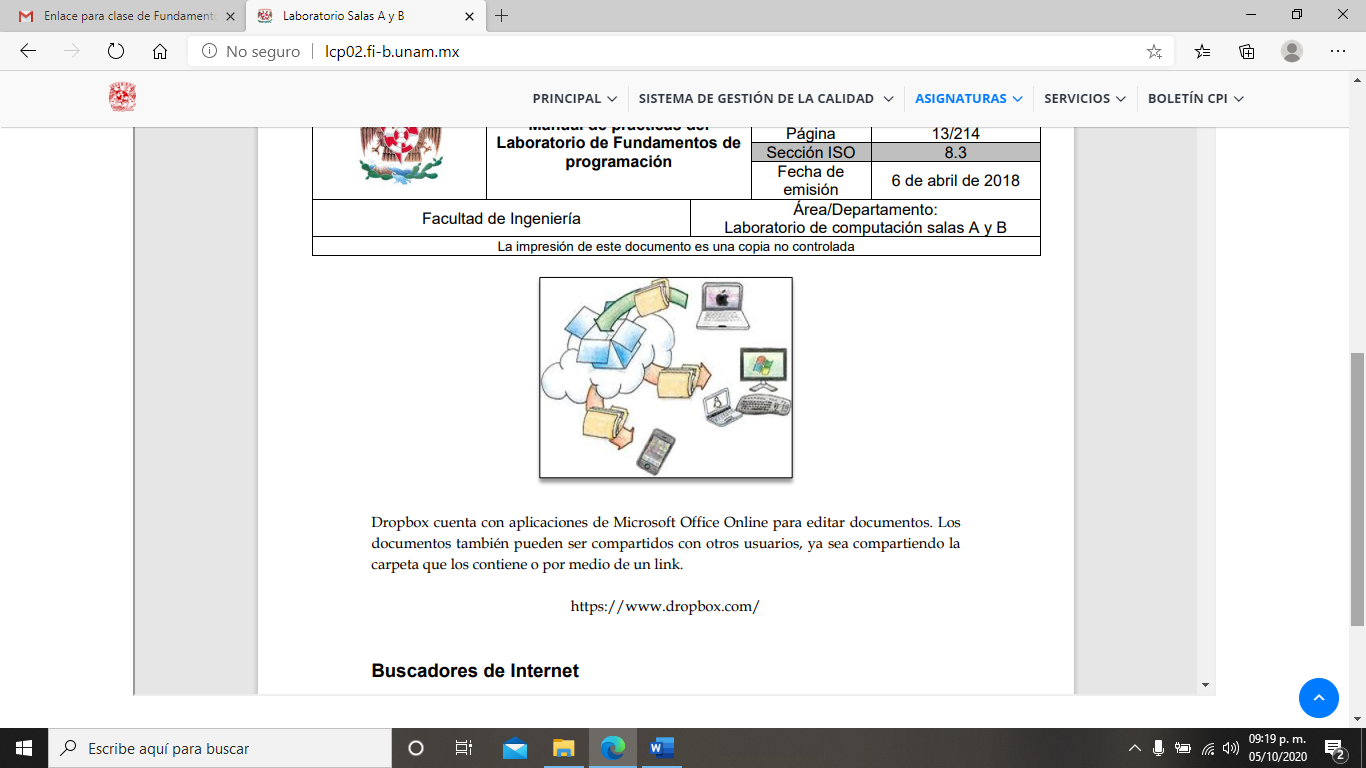 Enlace para clase de Fundament
Laboratorio Salas A y B
No seguro
lcp02.fi-b.unam.mx
PRINCIPAL
SISTEMA DE GESTIÓN DE LA CALIDAD
ASIGNATURAS
SERVICIOS
BOLETÍN CPI
Manual de prácticas del
Laboratorio de Fundamentos de
programación
Página
13/214
Sección ISO
8.3
Fecha de
emisión
6 de abril de 2018
Facultad de Ingeniería
Área/Departamento:
Laboratorio de computación salas A y B
La impresión de este documento es una copia no controlada
Dropbox cuenta con aplicaciones de Microsoft Office Online para editar documentos. Los
documentos también pueden ser compartidos con otros usuarios, ya sea compartiendo la
carpeta que los contiene o por medio de un link.
https://www.dropbox.com/
Buscadores de Internet
Escribe aquí para buscar
09:19 p. m.
05/10/2020
2